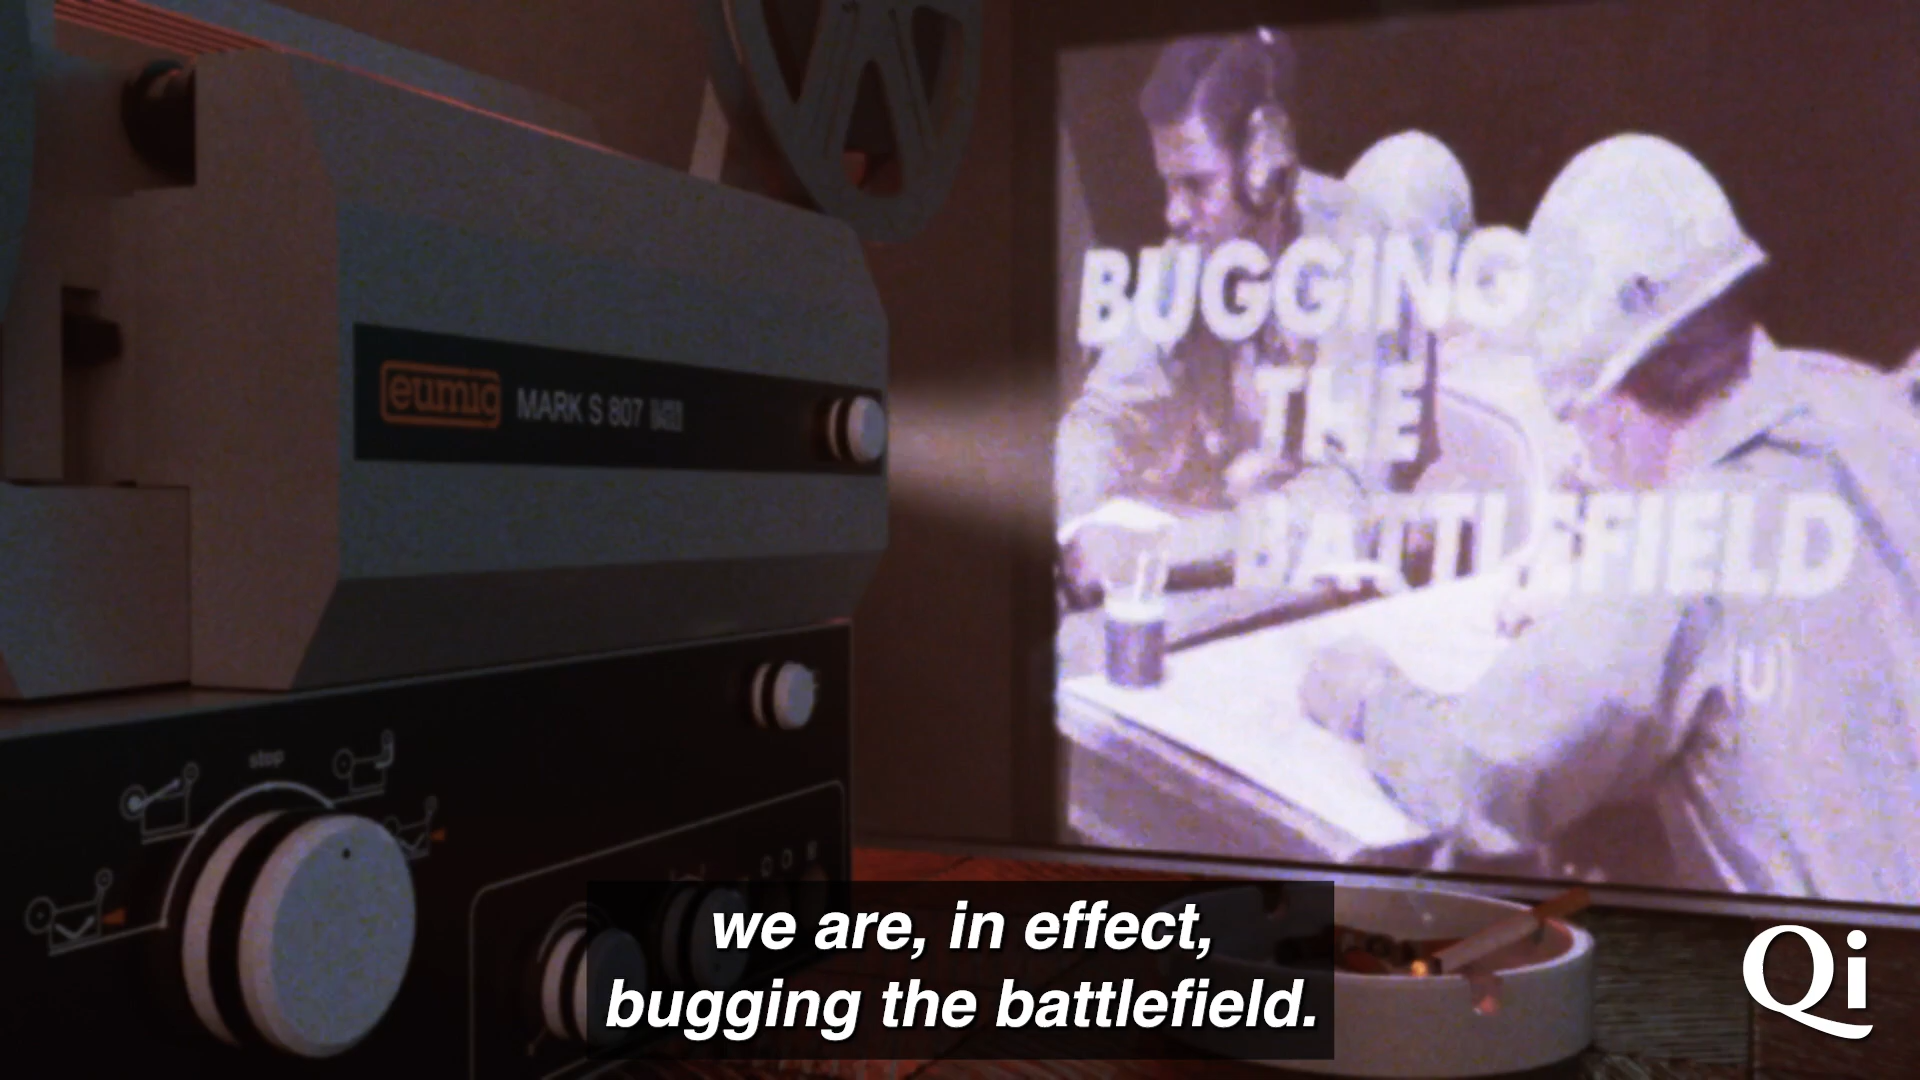 eumig
MARK S 807
stop
BUGGING
THE
BATTLEFIELD
(U)
we are, in effect,
bugging the battlefield.
Qi